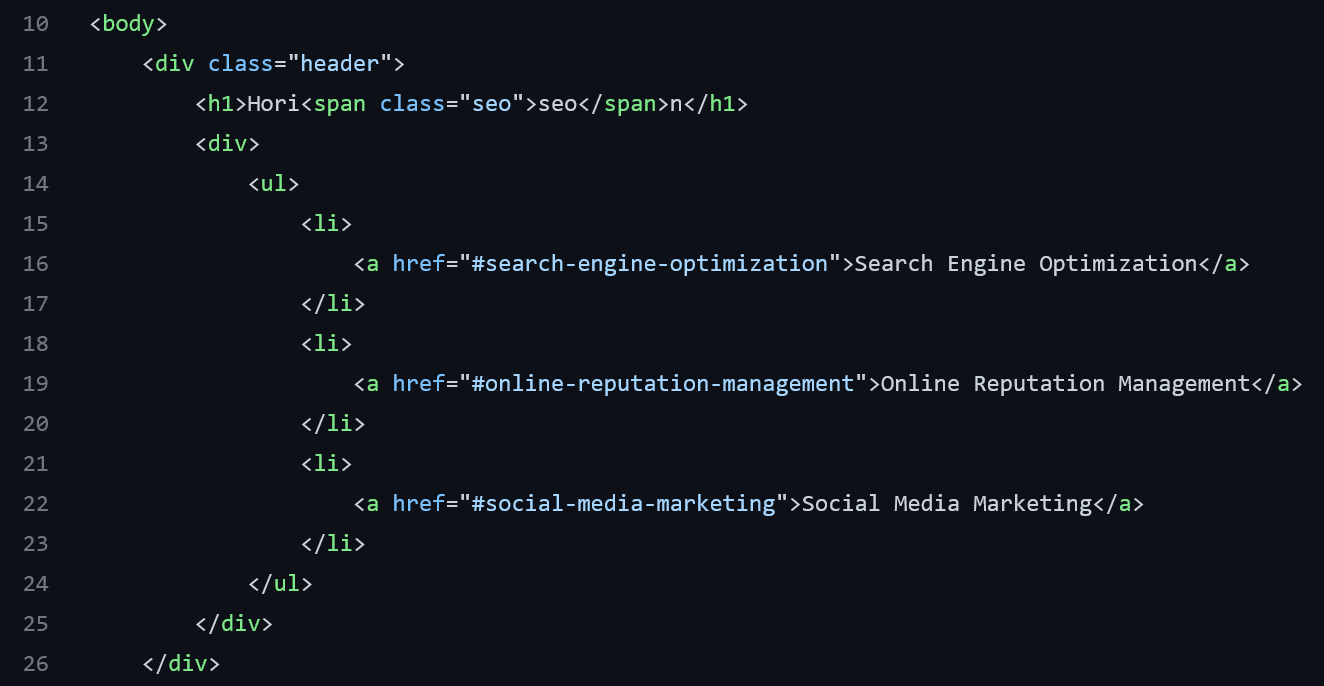 10 <body>
11     <div class="header">
12         <h1>Hori<span class="seo">seo</span>n</h1>
13         <div>
14             <ul>
15                 <li>
16                     <a href="#search-engine-optimization">Search Engine Optimization</a>
17                 </li>
18                 <li>
19                     <a href="#online-reputation-management">Online Reputation Management</a>
20                 </li>
21                 <li>
22                     <a href="#social-media-marketing">Social Media Marketing</a>
23                 </li>
24             </ul>
25         </div>
26     </div>